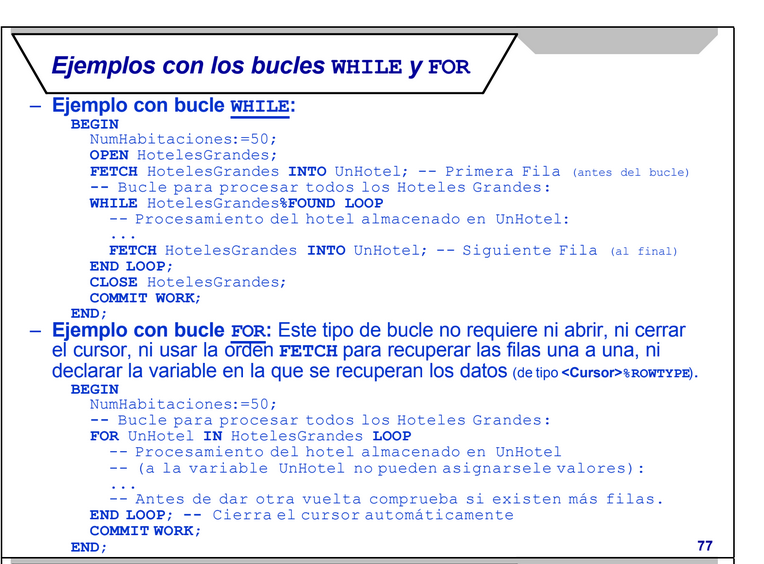 Ejemplos con los bucles WHILE y FOR
– Ejemplo con bucle WHILE:
BEGIN
NumHabitaciones:=50;
OPEN HotelesGrandes;
FETCH HotelesGrandes INTO UnHotel; -- Primera Fila (antes del bucle)
-- Bucle para procesar todos los Hoteles Grandes:
WHILE HotelesGrandes%FOUND LOOP
-- Procesamiento del hotel almacenado en UnHotel:
...
FETCH HotelesGrandes INTO UnHotel; -- Siguiente Fila (al final)
END LOOP;
CLOSE HotelesGrandes;
COMMIT WORK;
END;
– Ejemplo con bucle FOR: Este tipo de bucle no requiere ni abrir, ni cerrar
el cursor, ni usar la orden FETCH para recuperar las filas una a una, ni
declarar la variable en la que se recuperan los datos (de tipo <Cursor>%ROWTYPE).
BEGIN
NumHabitaciones:=50;
-- Bucle para procesar todos los Hoteles Grandes:
FOR UnHotel IN HotelesGrandes LOOP
-- Procesamiento del hotel almacenado en UnHotel
-- (a la variable UnHotel no pueden asignarsele valores):
...
-- Antes de dar otra vuelta comprueba si existen más filas.
END LOOP; -- Cierra el cursor automáticamente
COMMIT WORK;
END;
77